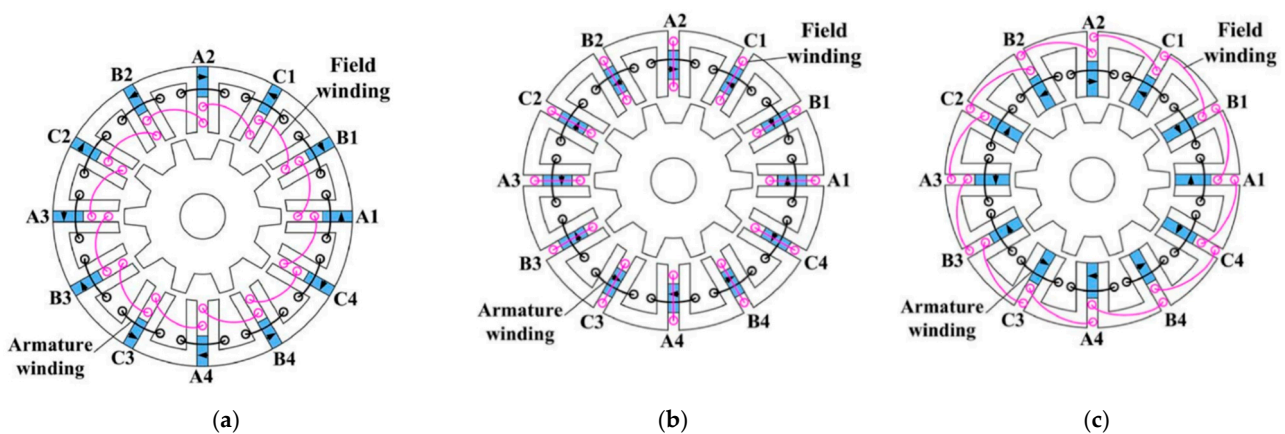 A2
B2
C1
Field
winding
C2
B1
A3
A1
B3
C4
Armature
winding
C3
B4
A4
(a)
A2
B2
C1
Field
winding
C2
B1
A3
A1
B3
C4
Armature
winding
C3
B4
A4
(b)
A2
B2
C1
Field
winding
C2
B1
A3
A1
B3
C4
Armature
winding
C3
B4
A4
(c)